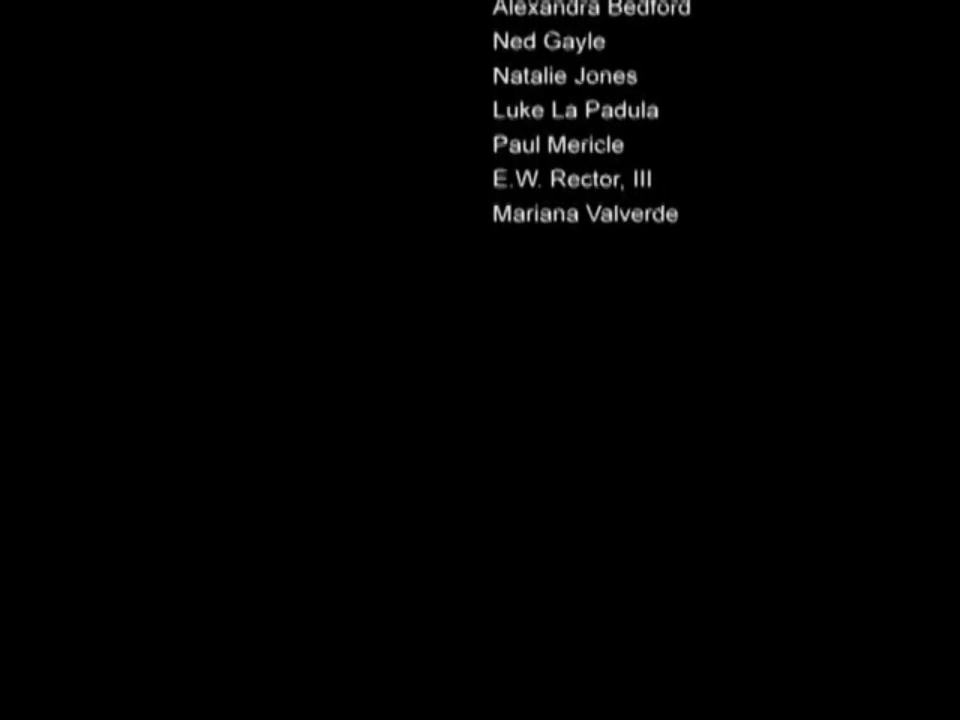 Alexandra Bedford
Ned Gayle
Natalie Jones
Luke La Padula
Paul Mericle
E.W. Rector, III
Mariana Valverde